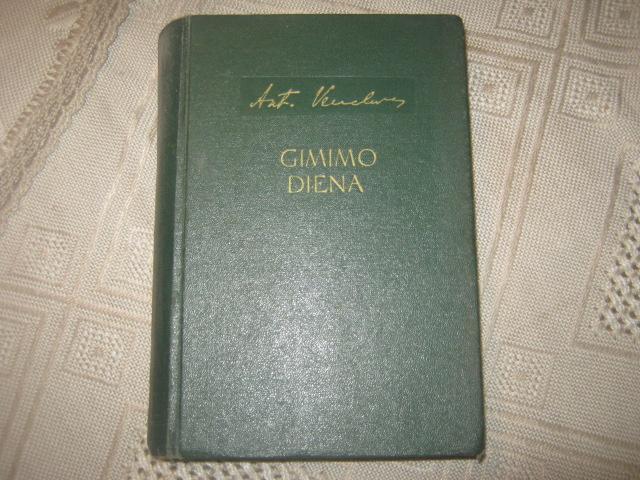 Ant. Venclova
GIMIMO
DIENA